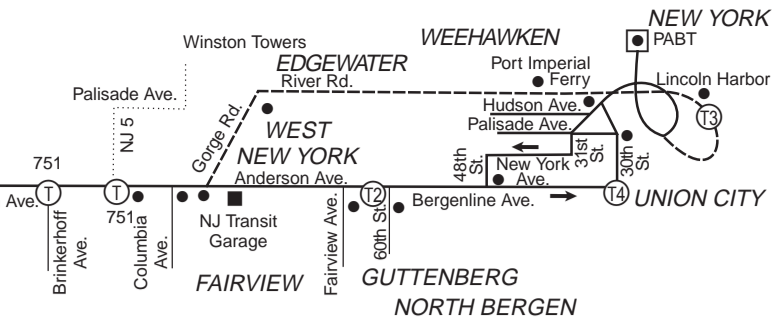 NEW YORK
PABT
Winston Towers
WEEHAWKEN
EDGEWATER
River Rd.
Port Imperial
Ferry
Lincoln Harbor
Palisade Ave.
NJ 5
Gorge Rd.
Hudson Ave.
Palisade Ave.
T3
WEST
NEW YORK
48th
St.
31st
St.
30th
St.
New York
Ave.
751
Anderson Ave.
Ave.
T
T
T2
Bergenline Ave.
T4
UNION CITY
751
Brinkerhoff
Ave.
Columbia
Ave.
NJ Transit
Garage
Fairview Ave.
60th St.
FAIRVIEW
GUTTENBERG
NORTH BERGEN